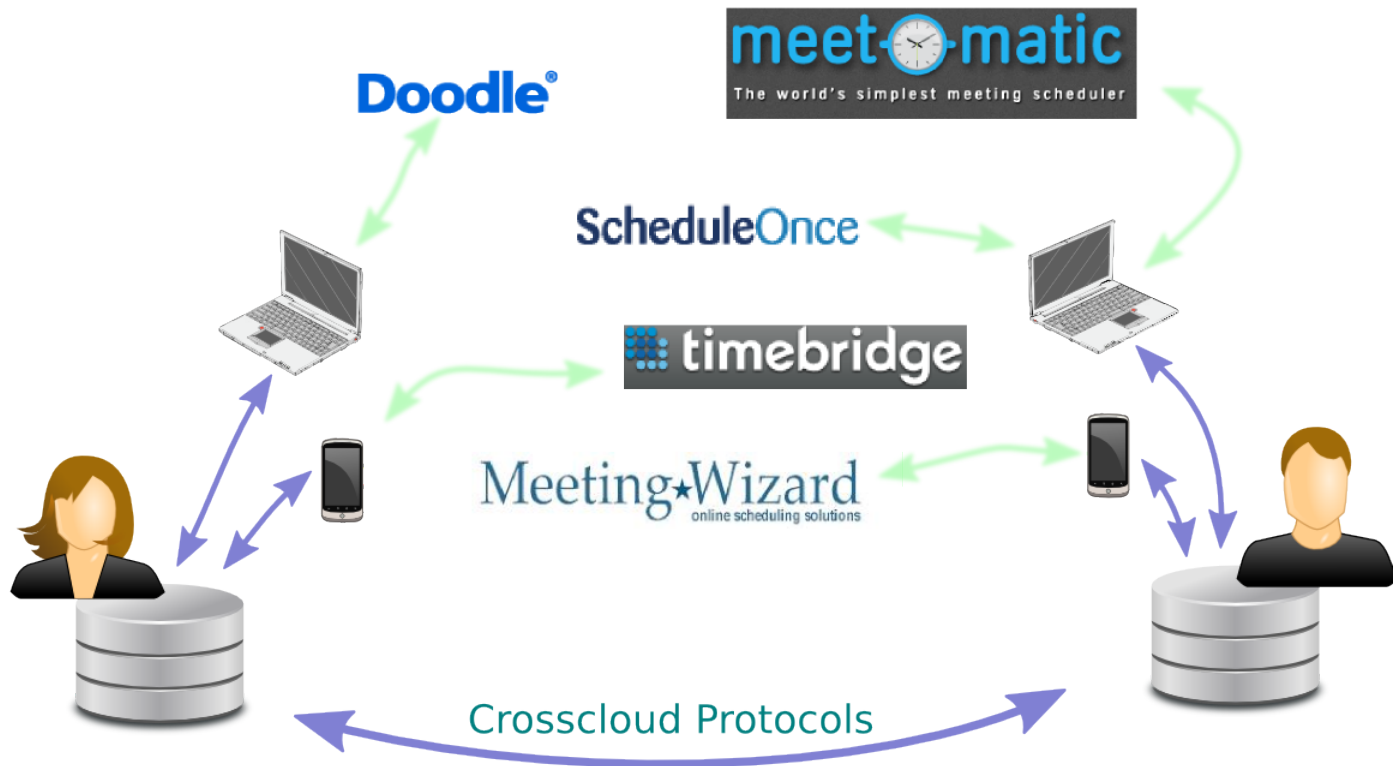 meet-o-matic
The world's simplest meeting scheduler
Doodle®
ScheduleOnce
timebridge
Meeting★Wizard
online scheduling solutions
Crosscloud Protocols